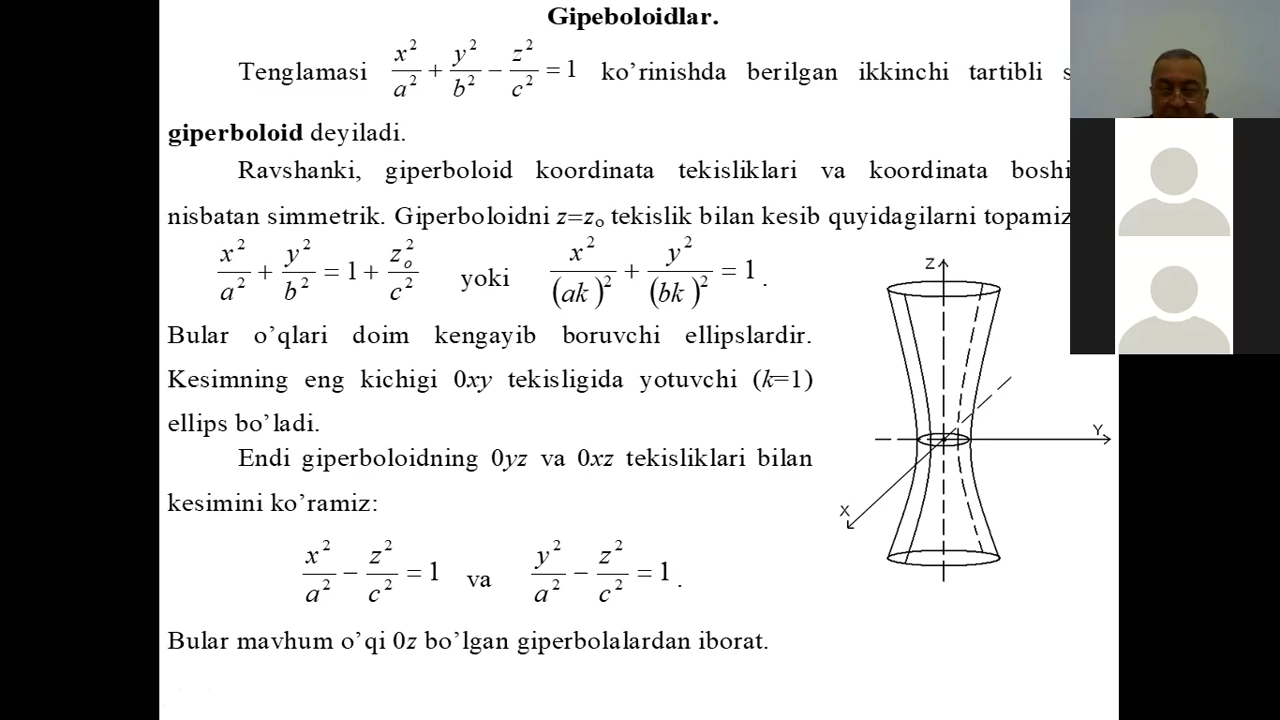 Gipeboloidlar.
Tenglamasi x²/a² + y²/b² − z²/c² = 1 ko’rinishda berilgan ikkinchi tartibli s
giperboloid deyiladi.
Ravshanki, giperboloid koordinata tekisliklari va koordinata boshi
nisbatan simmetrik. Giperboloidni z=z₀ tekislik bilan kesib quyidagilarni topamiz
x²/a² + y²/b² = 1 + z₀²/c² yoki x²/(ak)² + y²/(bk)² = 1 .
Bular o’qlari doim kengayib boruvchi ellipslardir.
Kesimning eng kichigi 0xy tekisligida yotuvchi (k=1)
ellips bo’ladi.
Endi giperboloidning 0yz va 0xz tekisliklari bilan
kesimini ko’ramiz:
x²/a² − z²/c² = 1 va y²/a² − z²/c² = 1 .
Bular mavhum o’qi 0z bo’lgan giperbolalardan iborat.
Z
Y
X